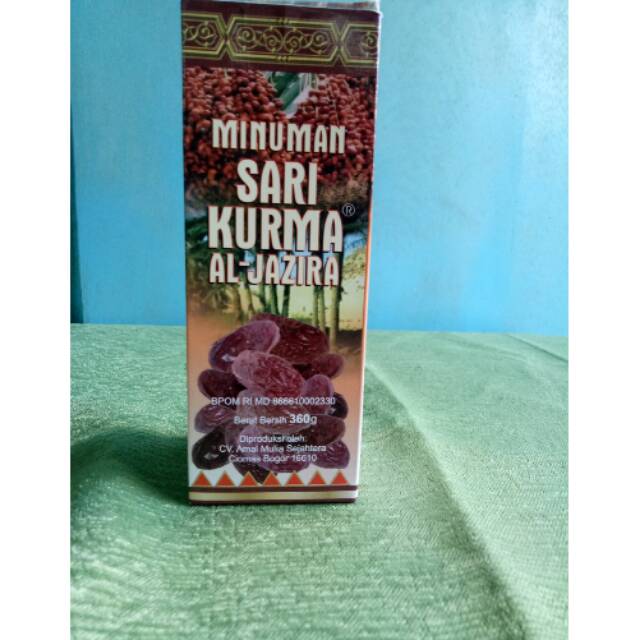 MINUMAN
SARI
KURMA®
AL-JAZIRA
BPOM RI MD 866610002330
Berat Bersih 360g
Diproduksi oleh:
CV. Amal Mulia Sejahtera
Ciomas Bogor 16610